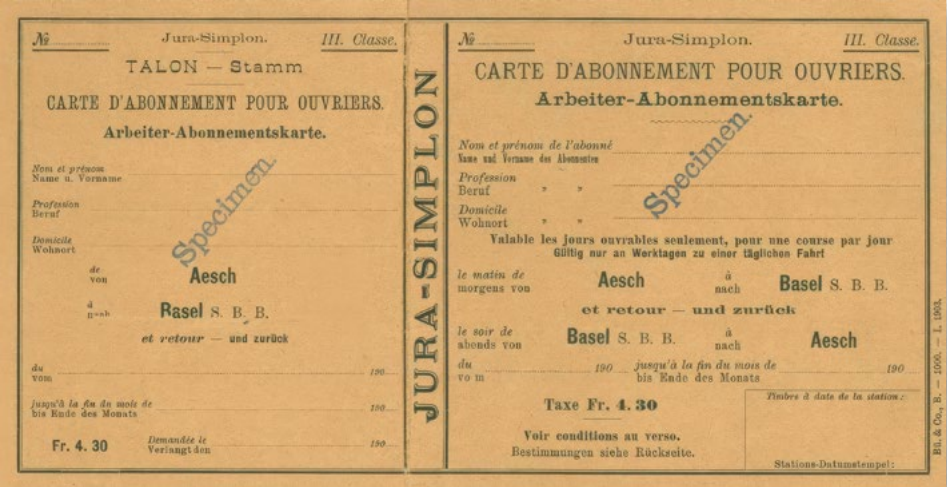 № Jura-Simplon. III. Classe.
TALON — Stamm
CARTE D'ABONNEMENT POUR OUVRIERS.
Arbeiter-Abonnementskarte.
Nom et prénom
Name u. Vorname
Profession
Beruf
Domicile
Wohnort
Specimen.
de
von Aesch
à
nach Basel S. B. B.
et retour — und zurück
du
vom 190
jusqu'à la fin du mois de
bis Ende des Monats 190
Fr. 4. 30 Demandée le
Verlangt den 190
JURA-SIMPLON
№ Jura-Simplon. III. Classe.
CARTE D'ABONNEMENT POUR OUVRIERS.
Arbeiter-Abonnementskarte.
Nom et prénom de l'abonné
Name und Vorname des Abonnenten
Profession
Beruf " "
Domicile
Wohnort " "
Specimen.
Valable les jours ouvrables seulement, pour une course par jour
Gültig nur an Werktagen zu einer täglichen Fahrt
le matin de à
morgens von Aesch nach Basel S. B. B.
et retour — und zurück
le soir de à
abends von Basel S. B. B. nach Aesch
du 190 jusqu'à la fin du mois de 190
vom bis Ende des Monats
Taxe Fr. 4. 30
Voir conditions au verso.
Bestimmungen siehe Rückseite.
Timbre à date de la station:
Stations-Datumstempel:
Bü. & Co., B. — 1000. — I. 1903.